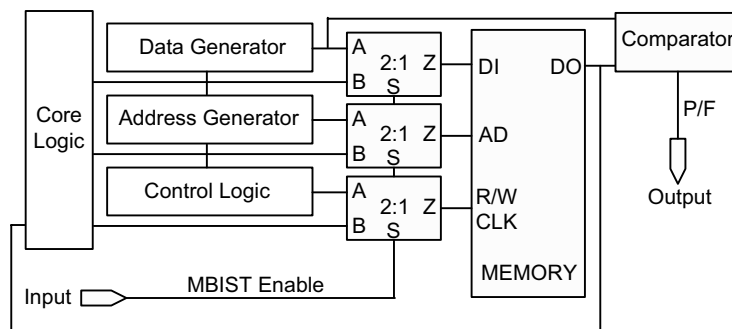 Data Generator
A
2:1
Z
B
S
DI
DO
Comparator
P/F
Output
Core
Logic
Address Generator
A
2:1
Z
B
S
AD
Control Logic
A
2:1
Z
B
S
R/W
CLK
MEMORY
Input
MBIST Enable